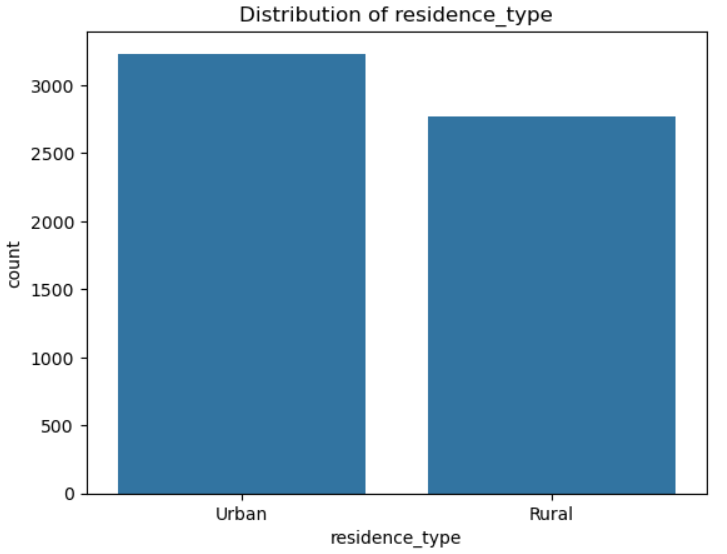 Distribution of residence_type
3000
2500
2000
1500
1000
500
0
count
Urban
Rural
residence_type